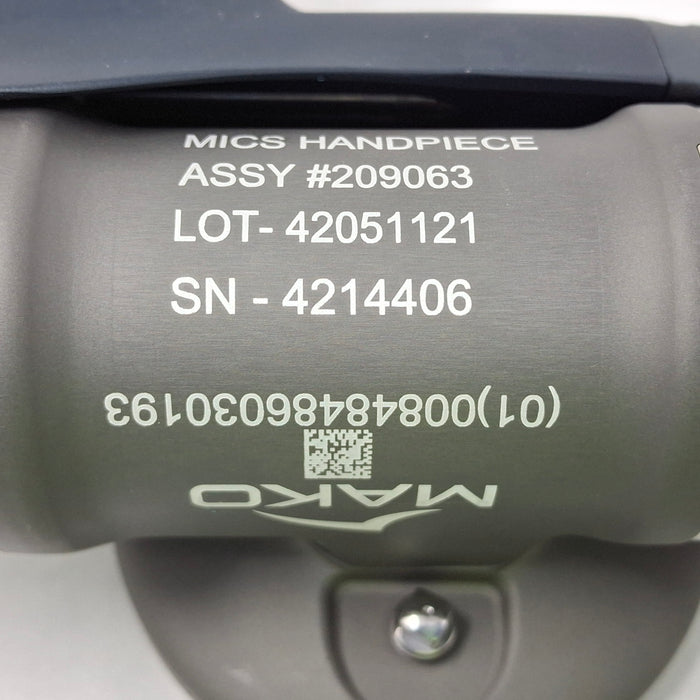 MICS HANDPIECE
ASSY #209063
LOT- 42051121
SN - 4214406
(01)00848486030193
MAKO